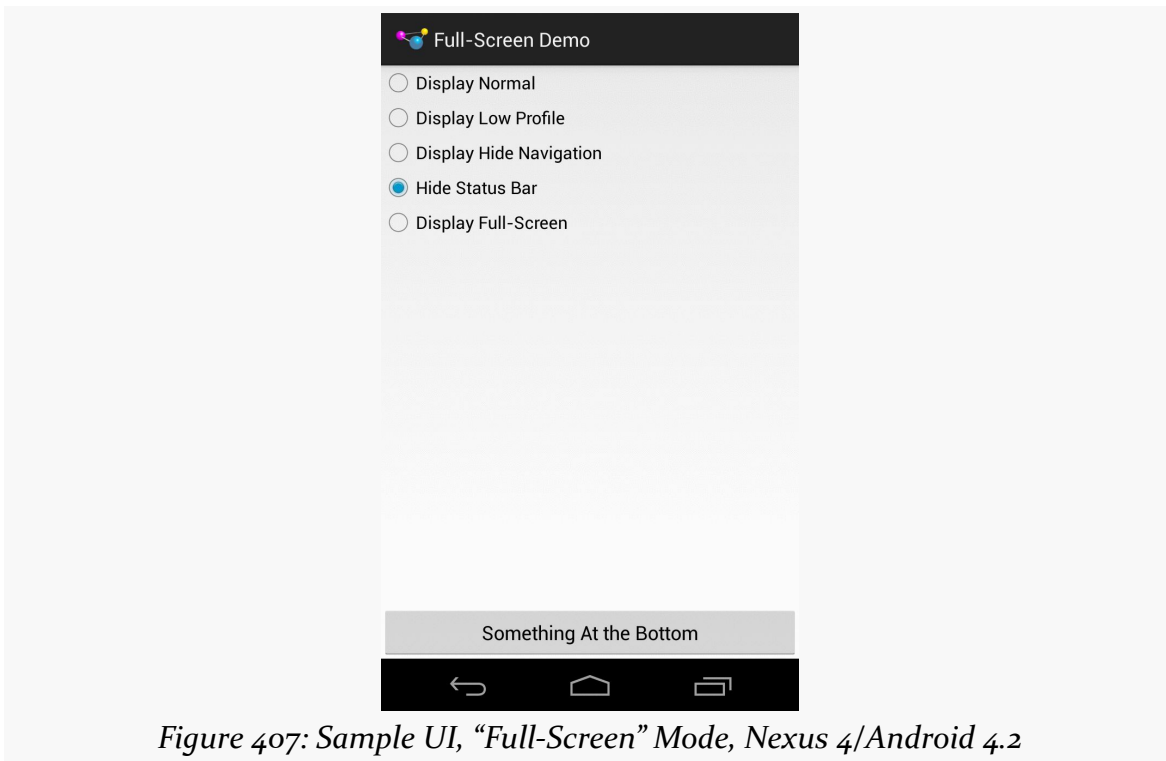 Full-Screen Demo
Display Normal
Display Low Profile
Display Hide Navigation
Hide Status Bar
Display Full-Screen
Something At the Bottom
Figure 407: Sample UI, “Full-Screen” Mode, Nexus 4/Android 4.2